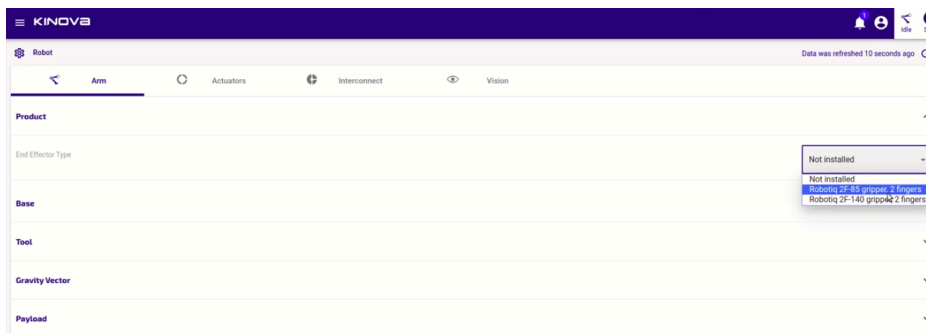 KINOVA
1
Idle
Robot
Data was refreshed 10 seconds ago
Arm
Actuators
Interconnect
Vision
Product
End Effector Type
Not installed
Not installed
Robotiq 2F-85 gripper, 2 fingers
Robotiq 2F-140 gripper, 2 fingers
Base
Tool
Gravity Vector
Payload